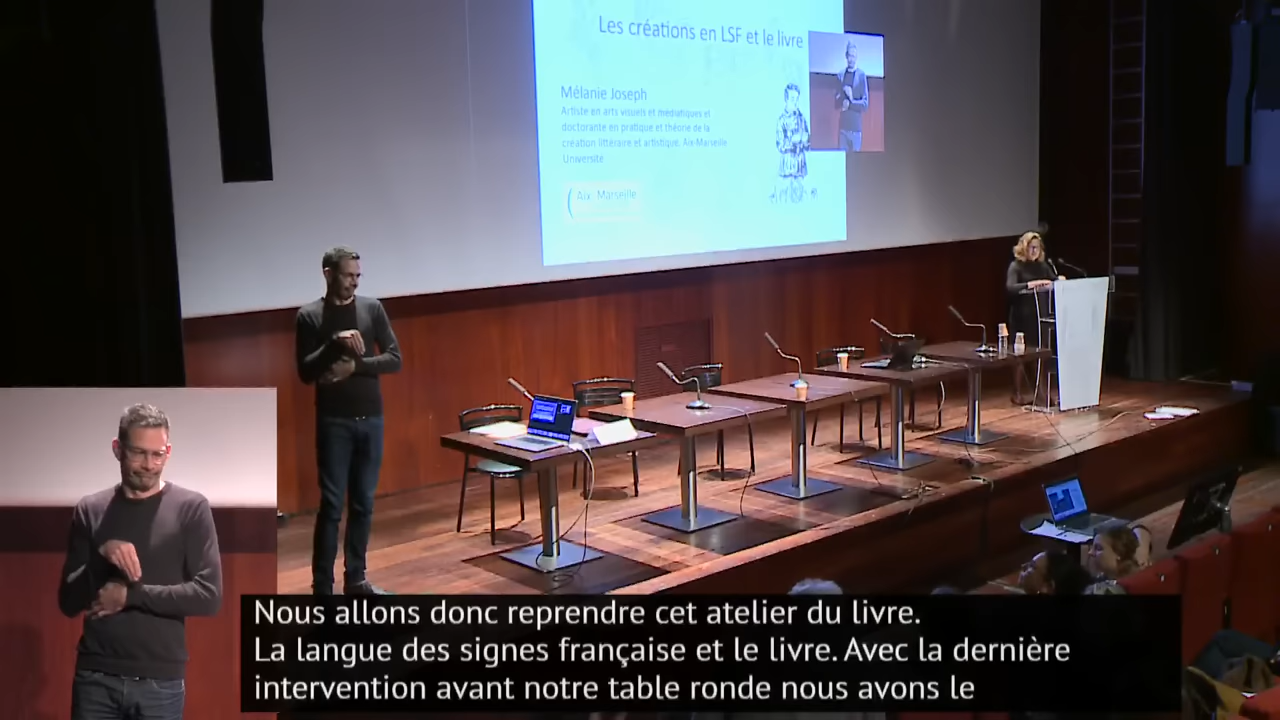 Les créations en LSF et le livre
Mélanie Joseph
Artiste en arts visuels et médiatiques et
doctorante en pratique et théorie de la
création littéraire et artistique. Aix-Marseille
Université
Aix Marseille
Nous allons donc reprendre cet atelier du livre.
La langue des signes française et le livre. Avec la dernière
intervention avant notre table ronde nous avons le